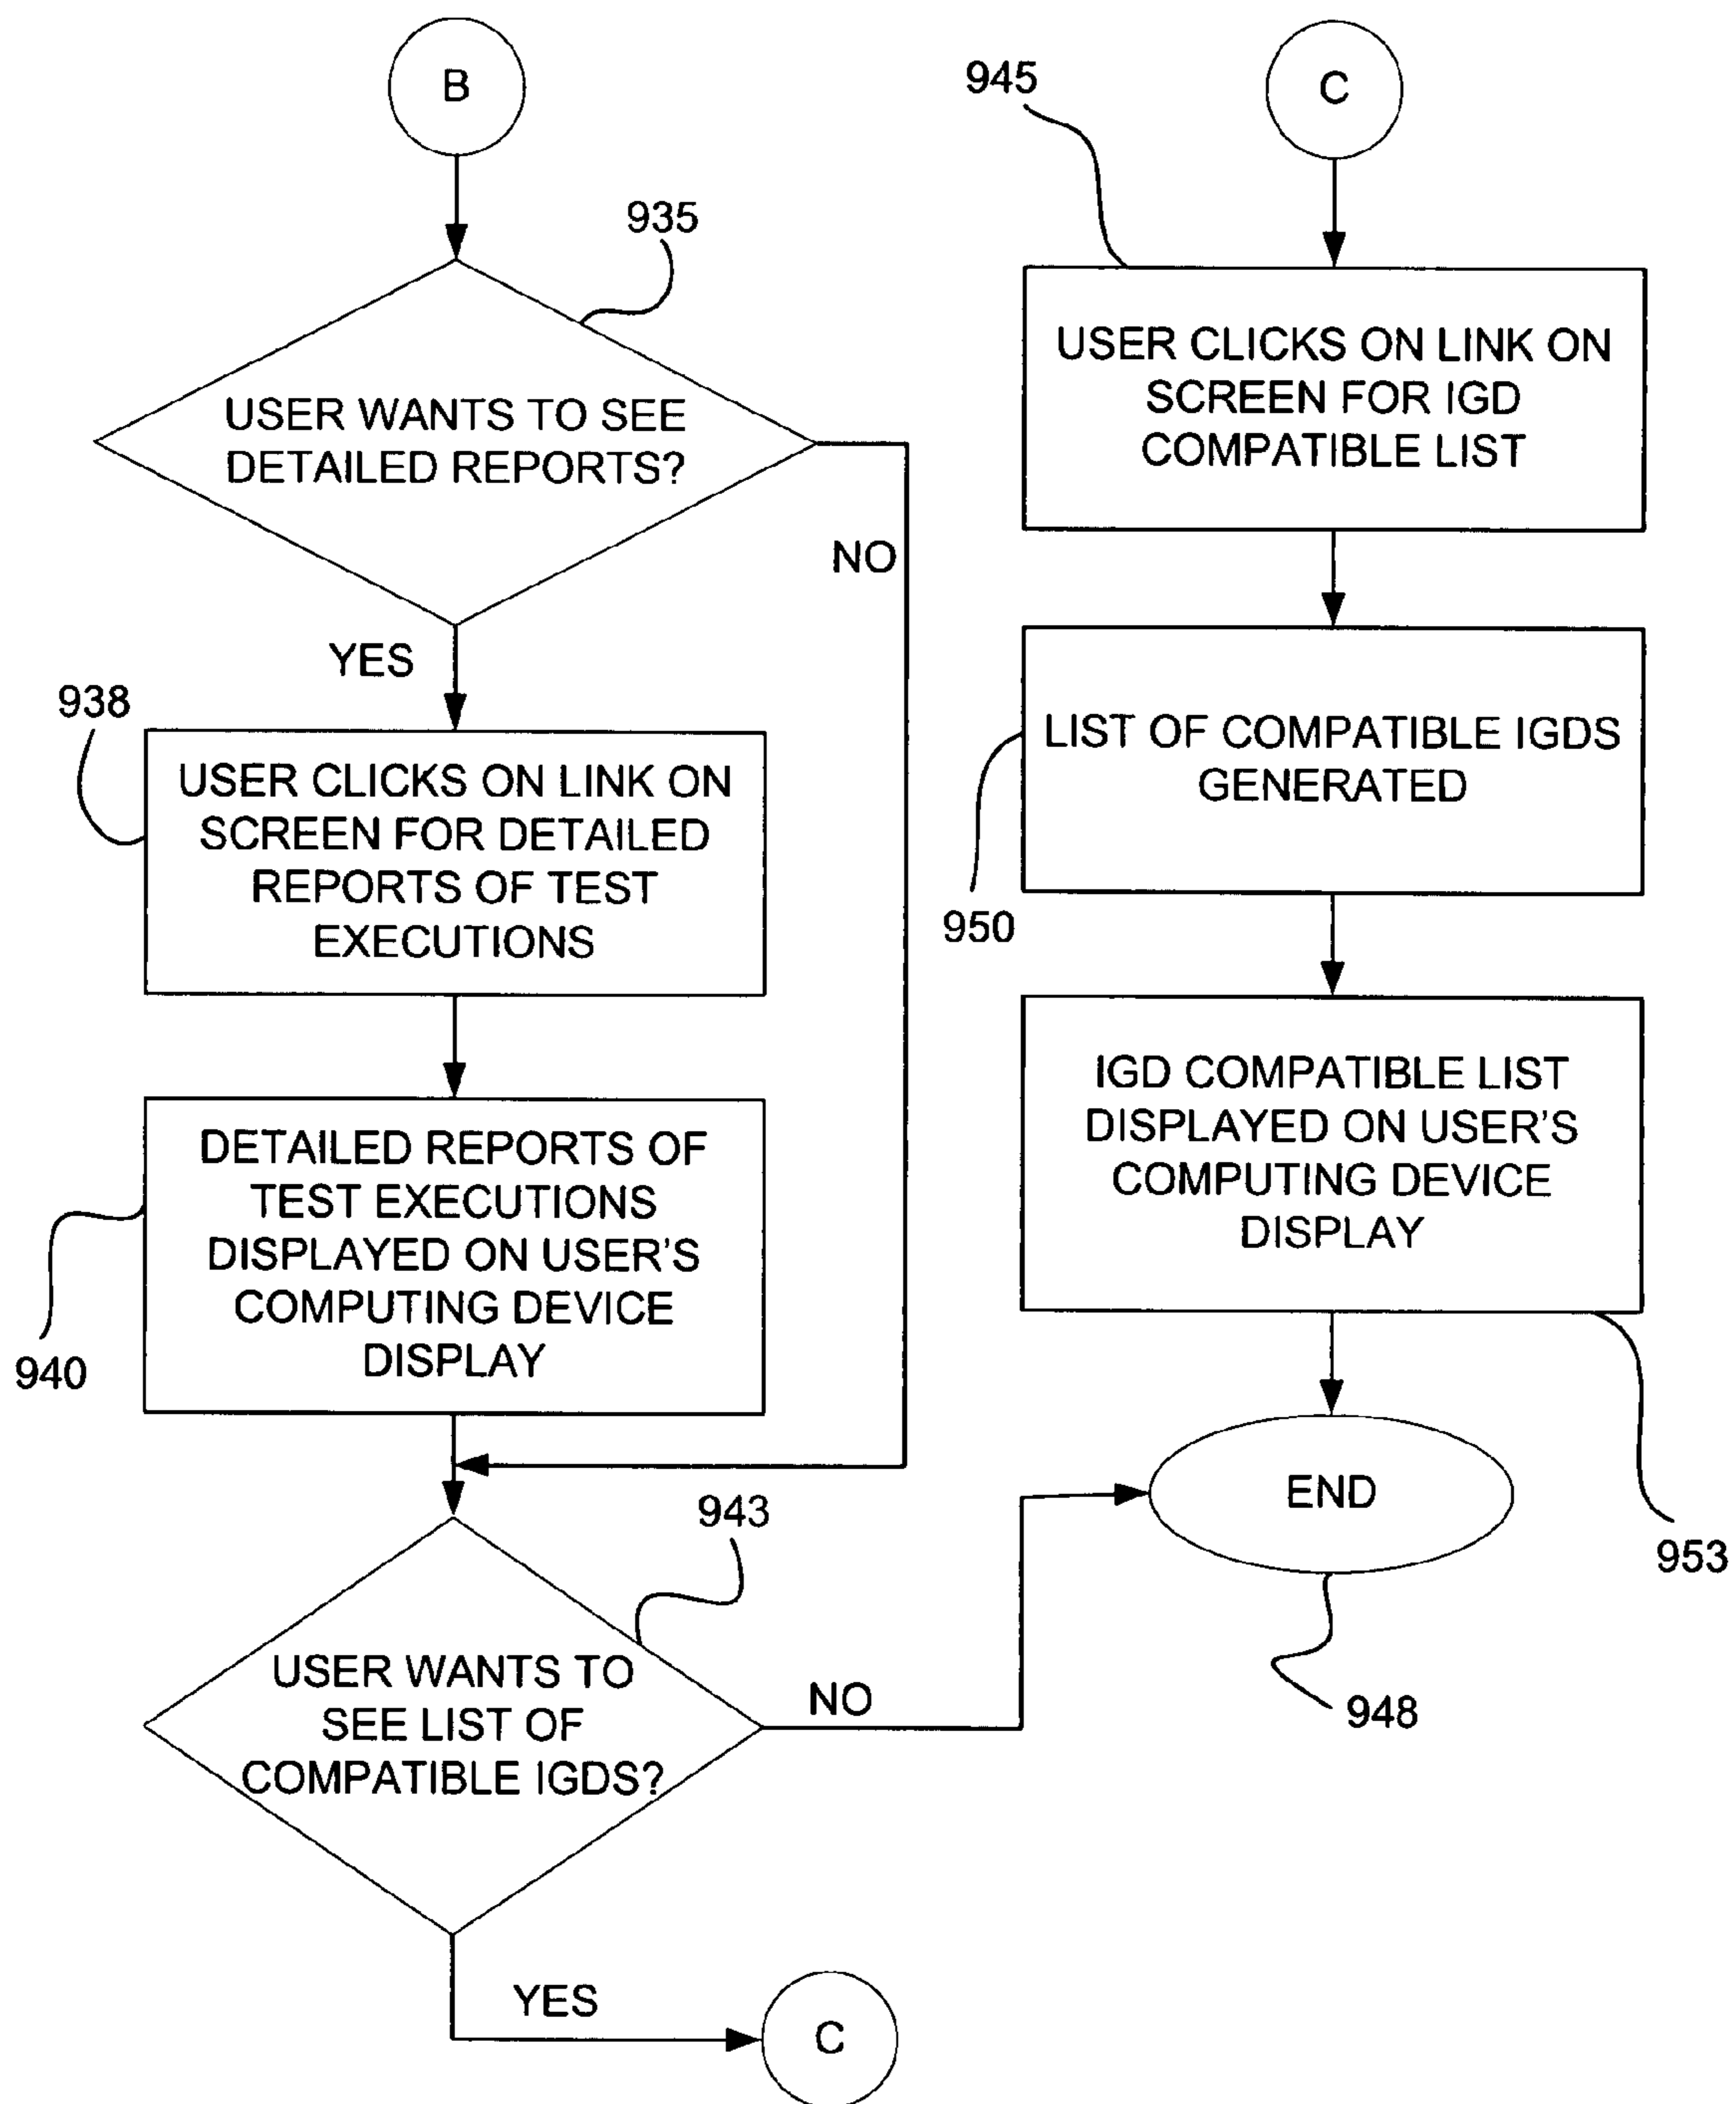 B
935
USER WANTS TO SEE
DETAILED REPORTS?
NO
YES
938
USER CLICKS ON LINK ON
SCREEN FOR DETAILED
REPORTS OF TEST
EXECUTIONS
DETAILED REPORTS OF
TEST EXECUTIONS
DISPLAYED ON USER'S
COMPUTING DEVICE
DISPLAY
940
943
USER WANTS TO
SEE LIST OF
COMPATIBLE IGDS?
NO
YES
C
C
945
USER CLICKS ON LINK ON
SCREEN FOR IGD
COMPATIBLE LIST
LIST OF COMPATIBLE IGDS
GENERATED
950
IGD COMPATIBLE LIST
DISPLAYED ON USER'S
COMPUTING DEVICE
DISPLAY
953
END
948